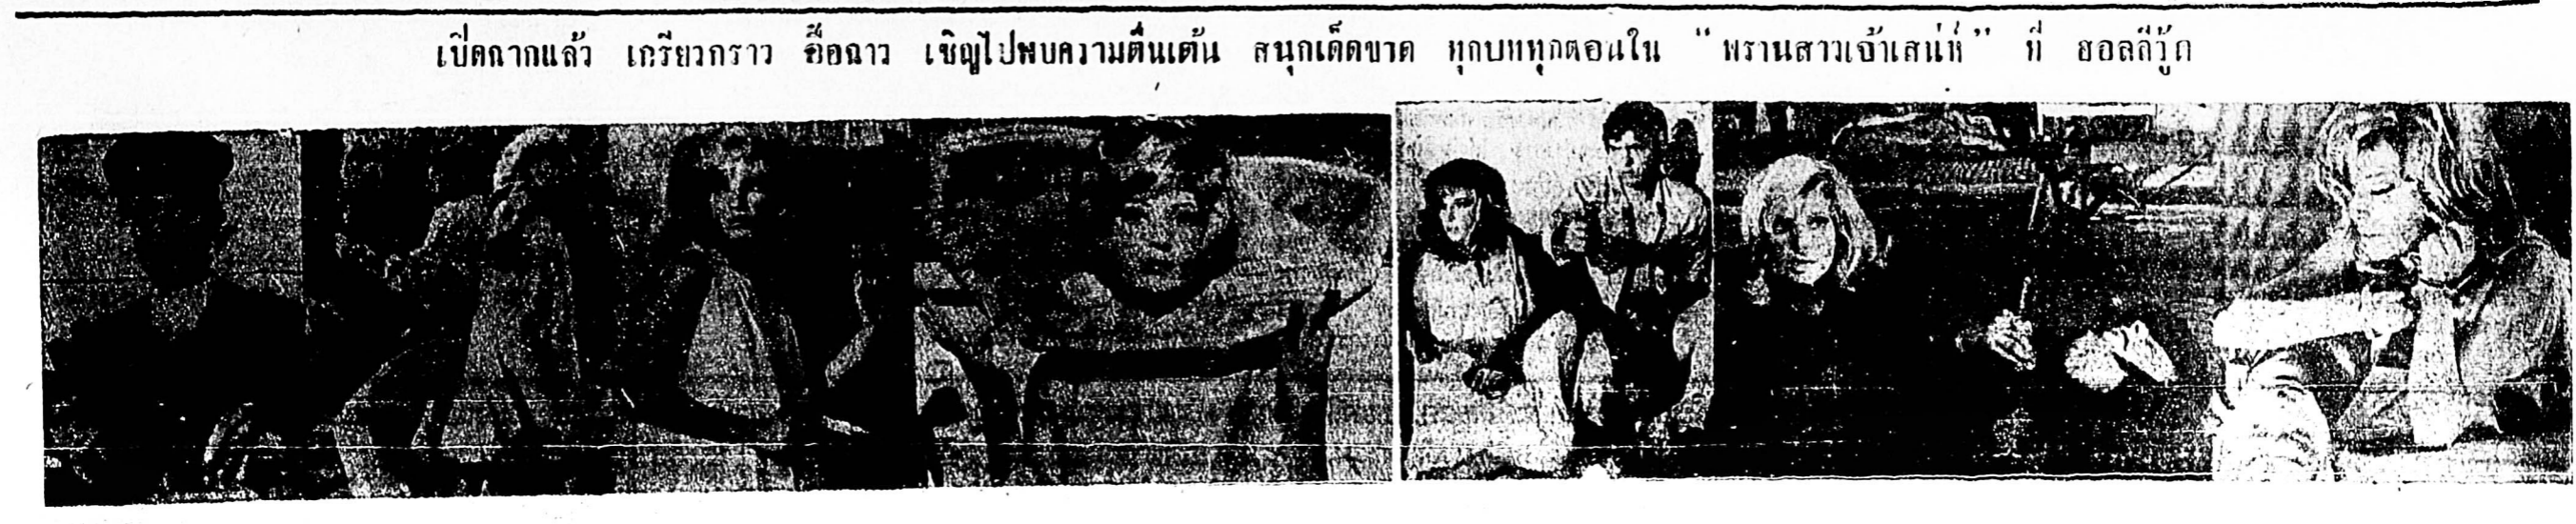 เปิดฉากแล้ว เกรียวกราว อื้อฉาว เชิญไปพบความตื่นเต้น สนุกเด็ดขาด ทุกบททุกตอนใน “พรานสาวเจ้าเสน่ห์” ที่ ฮอลลีวู้ด